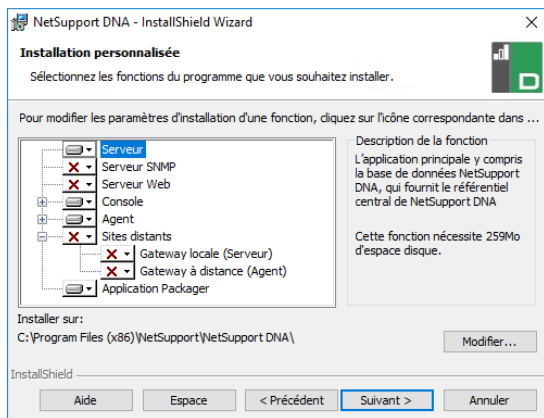 NetSupport DNA - InstallShield Wizard
Installation personnalisée
Sélectionnez les fonctions du programme que vous souhaitez installer.
D
Pour modifier les paramètres d'installation d'une fonction, cliquez sur l'icône correspondante dans ...
Serveur
Serveur SNMP
Serveur Web
Console
Agent
Sites distants
Gateway locale (Serveur)
Gateway à distance (Agent)
Application Packager
Description de la fonction
L'application principale y compris
la base de données NetSupport
DNA, qui fournit le référentiel
central de NetSupport DNA
Cette fonction nécessite 259Mo
d'espace disque.
Installer sur:
C:\Program Files (x86)\NetSupport\NetSupport DNA\
Modifier...
InstallShield
Aide
Espace
< Précédent
Suivant >
Annuler